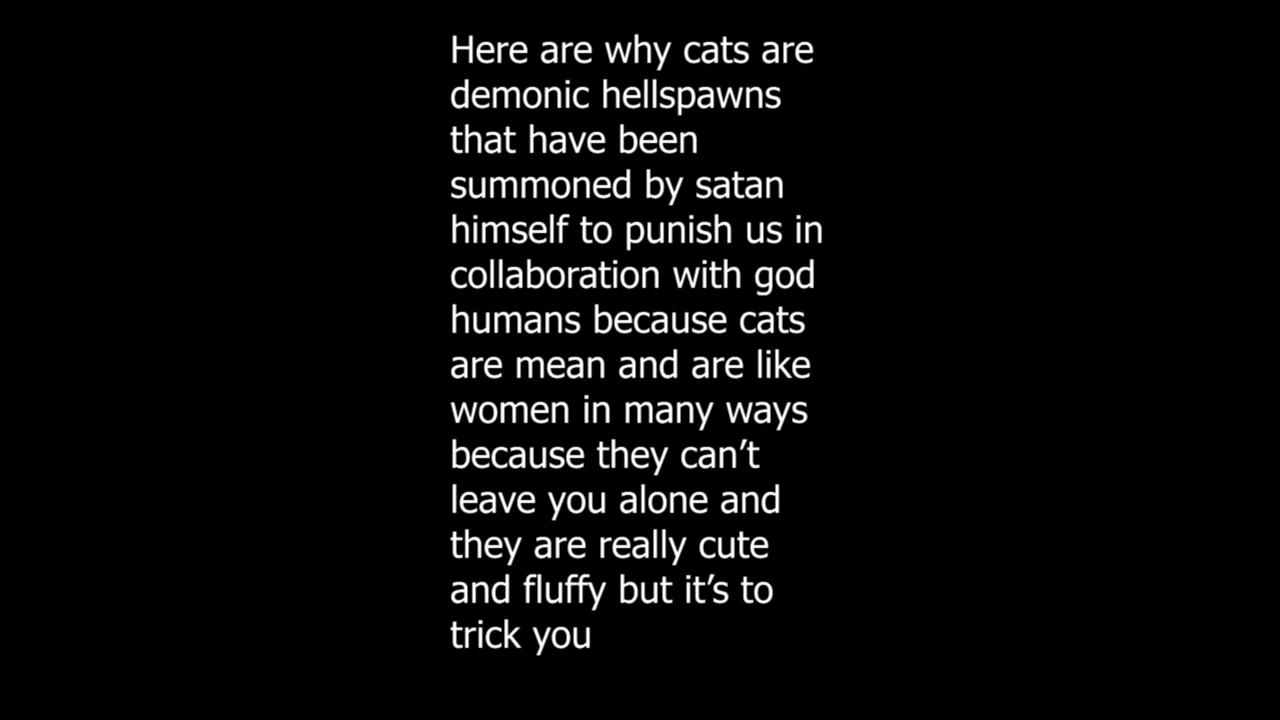 Here are why cats are
demonic hellspawns
that have been
summoned by satan
himself to punish us in
collaboration with god
humans because cats
are mean and are like
women in many ways
because they can’t
leave you alone and
they are really cute
and fluffy but it’s to
trick you